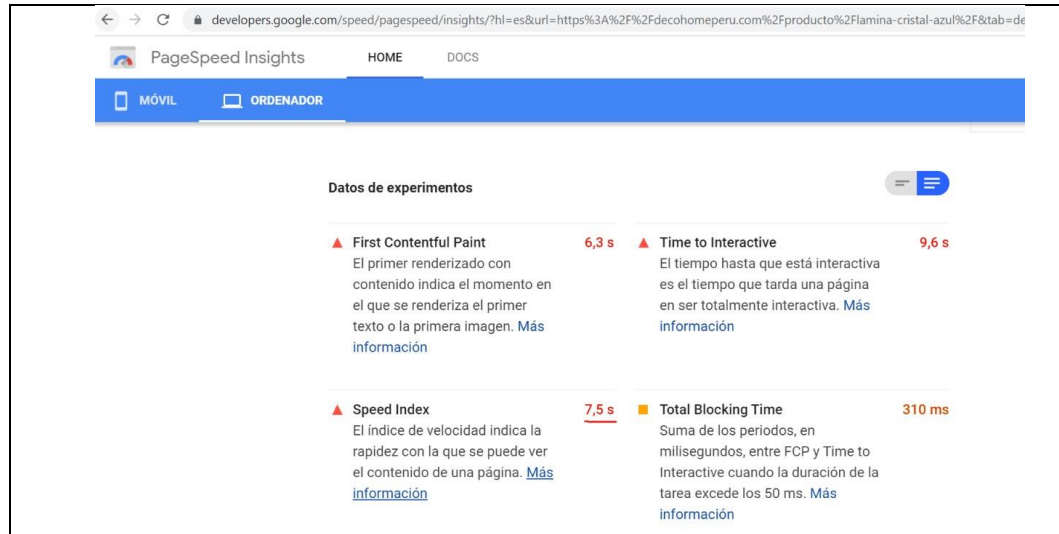 developers.google.com/speed/pagespeed/insights/?hl=es&url=https%3A%2F%2Fdecohomeperu.com%2Fproducto%2Flamina-cristal-azul%2F&tab=de
PageSpeed Insights HOME DOCS
MÓVIL ORDENADOR
Datos de experimentos
First Contentful Paint 6,3 s
El primer renderizado con
contenido indica el momento en
el que se renderiza el primer
texto o la primera imagen. Más
información
Time to Interactive 9,6 s
El tiempo hasta que está interactiva
es el tiempo que tarda una página
en ser totalmente interactiva. Más
información
Speed Index 7,5 s
El índice de velocidad indica la
rapidez con la que se puede ver
el contenido de una página. Más
información
Total Blocking Time 310 ms
Suma de los periodos, en
milisegundos, entre FCP y Time to
Interactive cuando la duración de la
tarea excede los 50 ms. Más
información